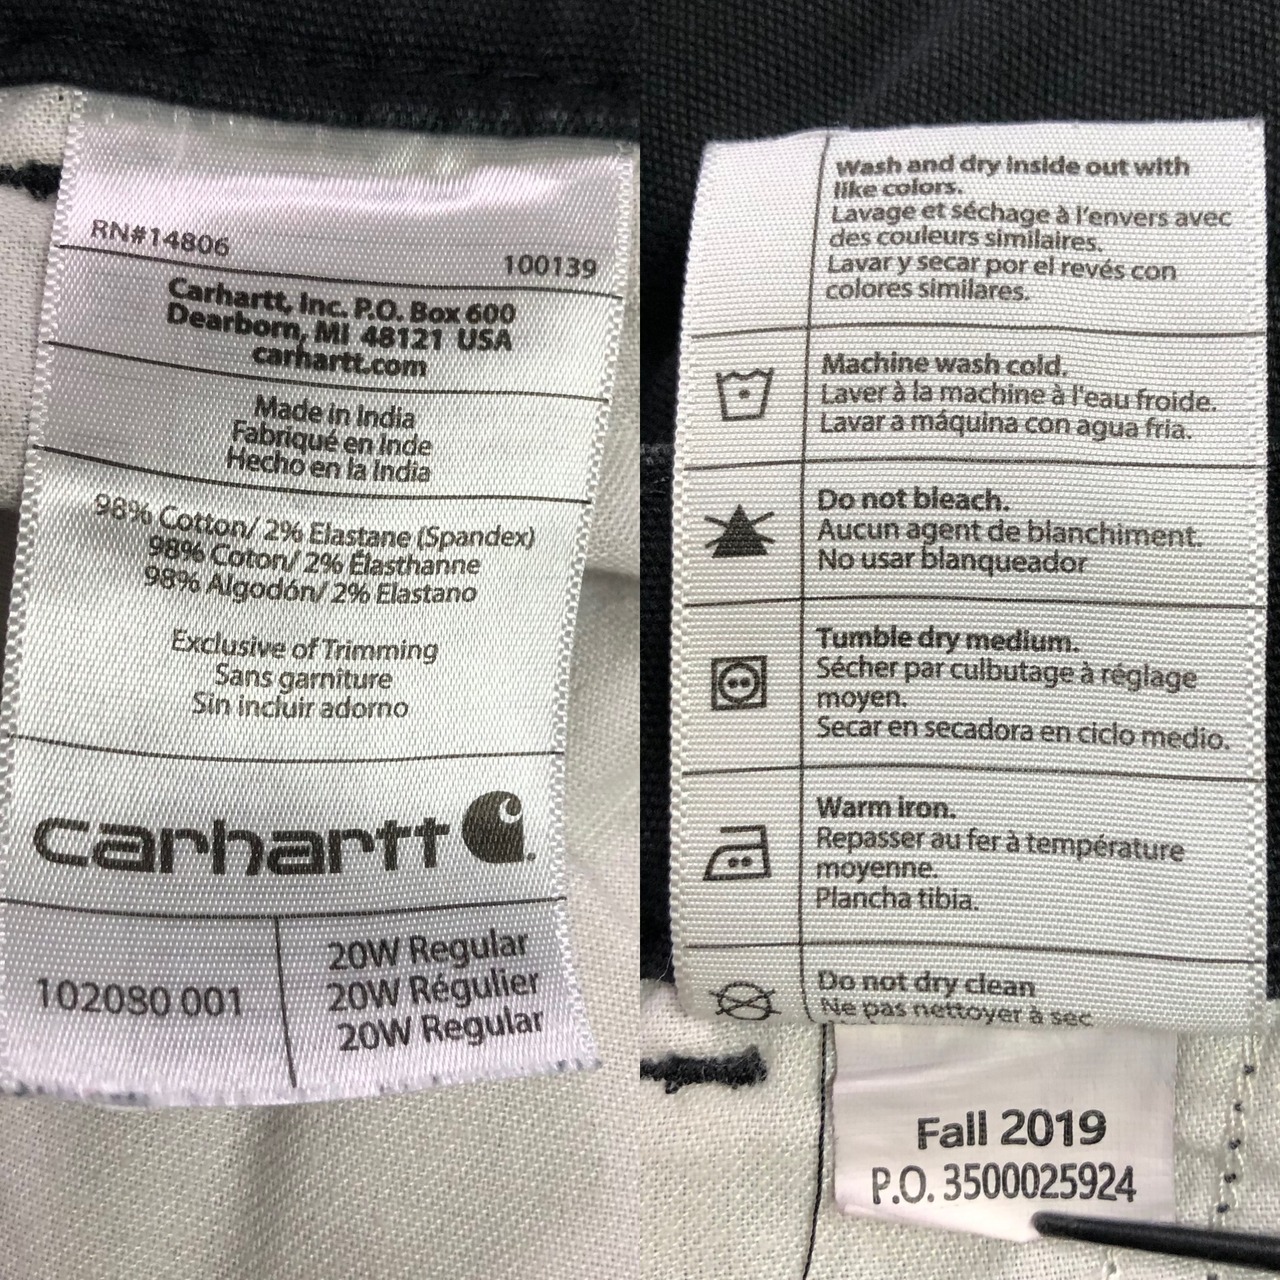 RN#14806
100139
Carhartt, Inc. P.O. Box 600
Dearborn, MI 48121 USA
carhartt.com
Made in India
Fabriqué en Inde
Hecho en la India
98% Cotton/ 2% Elastane (Spandex)
98% Coton/ 2% Élasthanne
98% Algodón/ 2% Elastano
Exclusive of Trimming
Sans garniture
Sin incluir adorno
carhartt
102080 001
20W Regular
20W Régulier
20W Regular
Wash and dry inside out with
like colors.
Lavage et séchage à l'envers avec
des couleurs similaires.
Lavar y secar por el revés con
colores similares.
Machine wash cold.
Laver à la machine à l'eau froide.
Lavar a máquina con agua fria.
Do not bleach.
Aucun agent de blanchiment.
No usar blanqueador
Tumble dry medium.
Sécher par culbutage à réglage
moyen.
Secar en secadora en ciclo medio.
Warm iron.
Repasser au fer à température
moyenne.
Plancha tibia.
Do not dry clean
Ne pas nettoyer à sec
Fall 2019
P.O. 3500025924